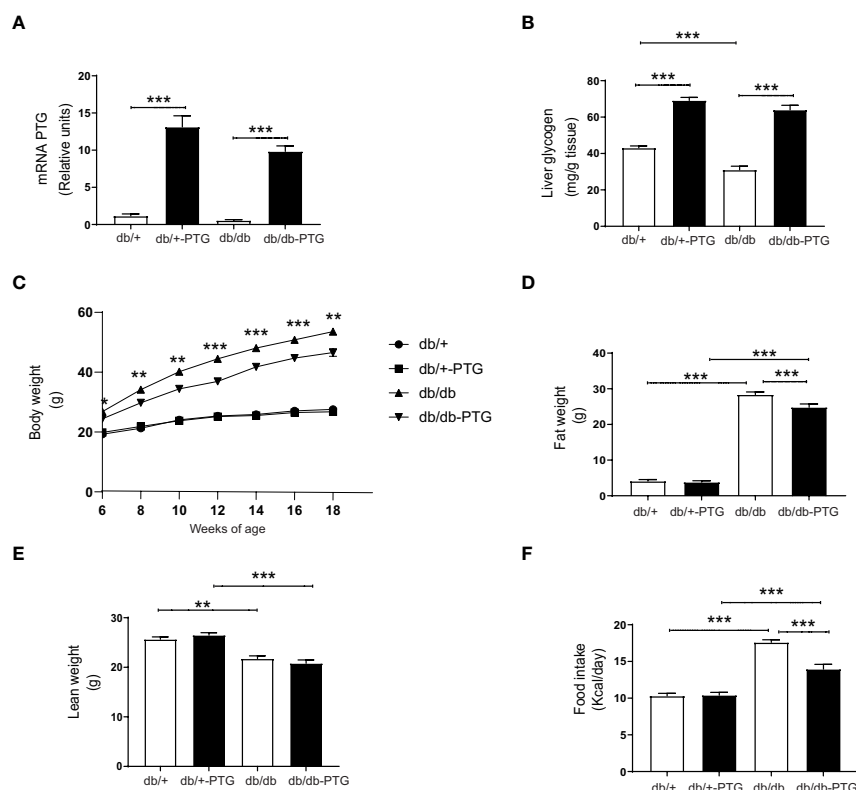 A
***
***
mRNA PTG
(Relative units)
20
15
10
5
0
db/+
db/+-PTG
db/db
db/db-PTG
B
***
***
***
Liver glycogen
(mg/g tissue)
80
60
40
20
0
db/+
db/+-PTG
db/db
db/db-PTG
C
Body weight
(g)
60
40
20
0
*
**
**
***
***
***
**
6
8
10
12
14
16
18
Weeks of age
db/+
db/+-PTG
db/db
db/db-PTG
D
***
***
***
Fat weight
(g)
40
30
20
10
0
db/+
db/+-PTG
db/db
db/db-PTG
E
***
**
Lean weight
(g)
30
20
10
0
db/+
db/+-PTG
db/db
db/db-PTG
F
***
***
***
Food intake
(Kcal/day)
20
15
10
5
0
db/+
db/+-PTG
db/db
db/db-PTG